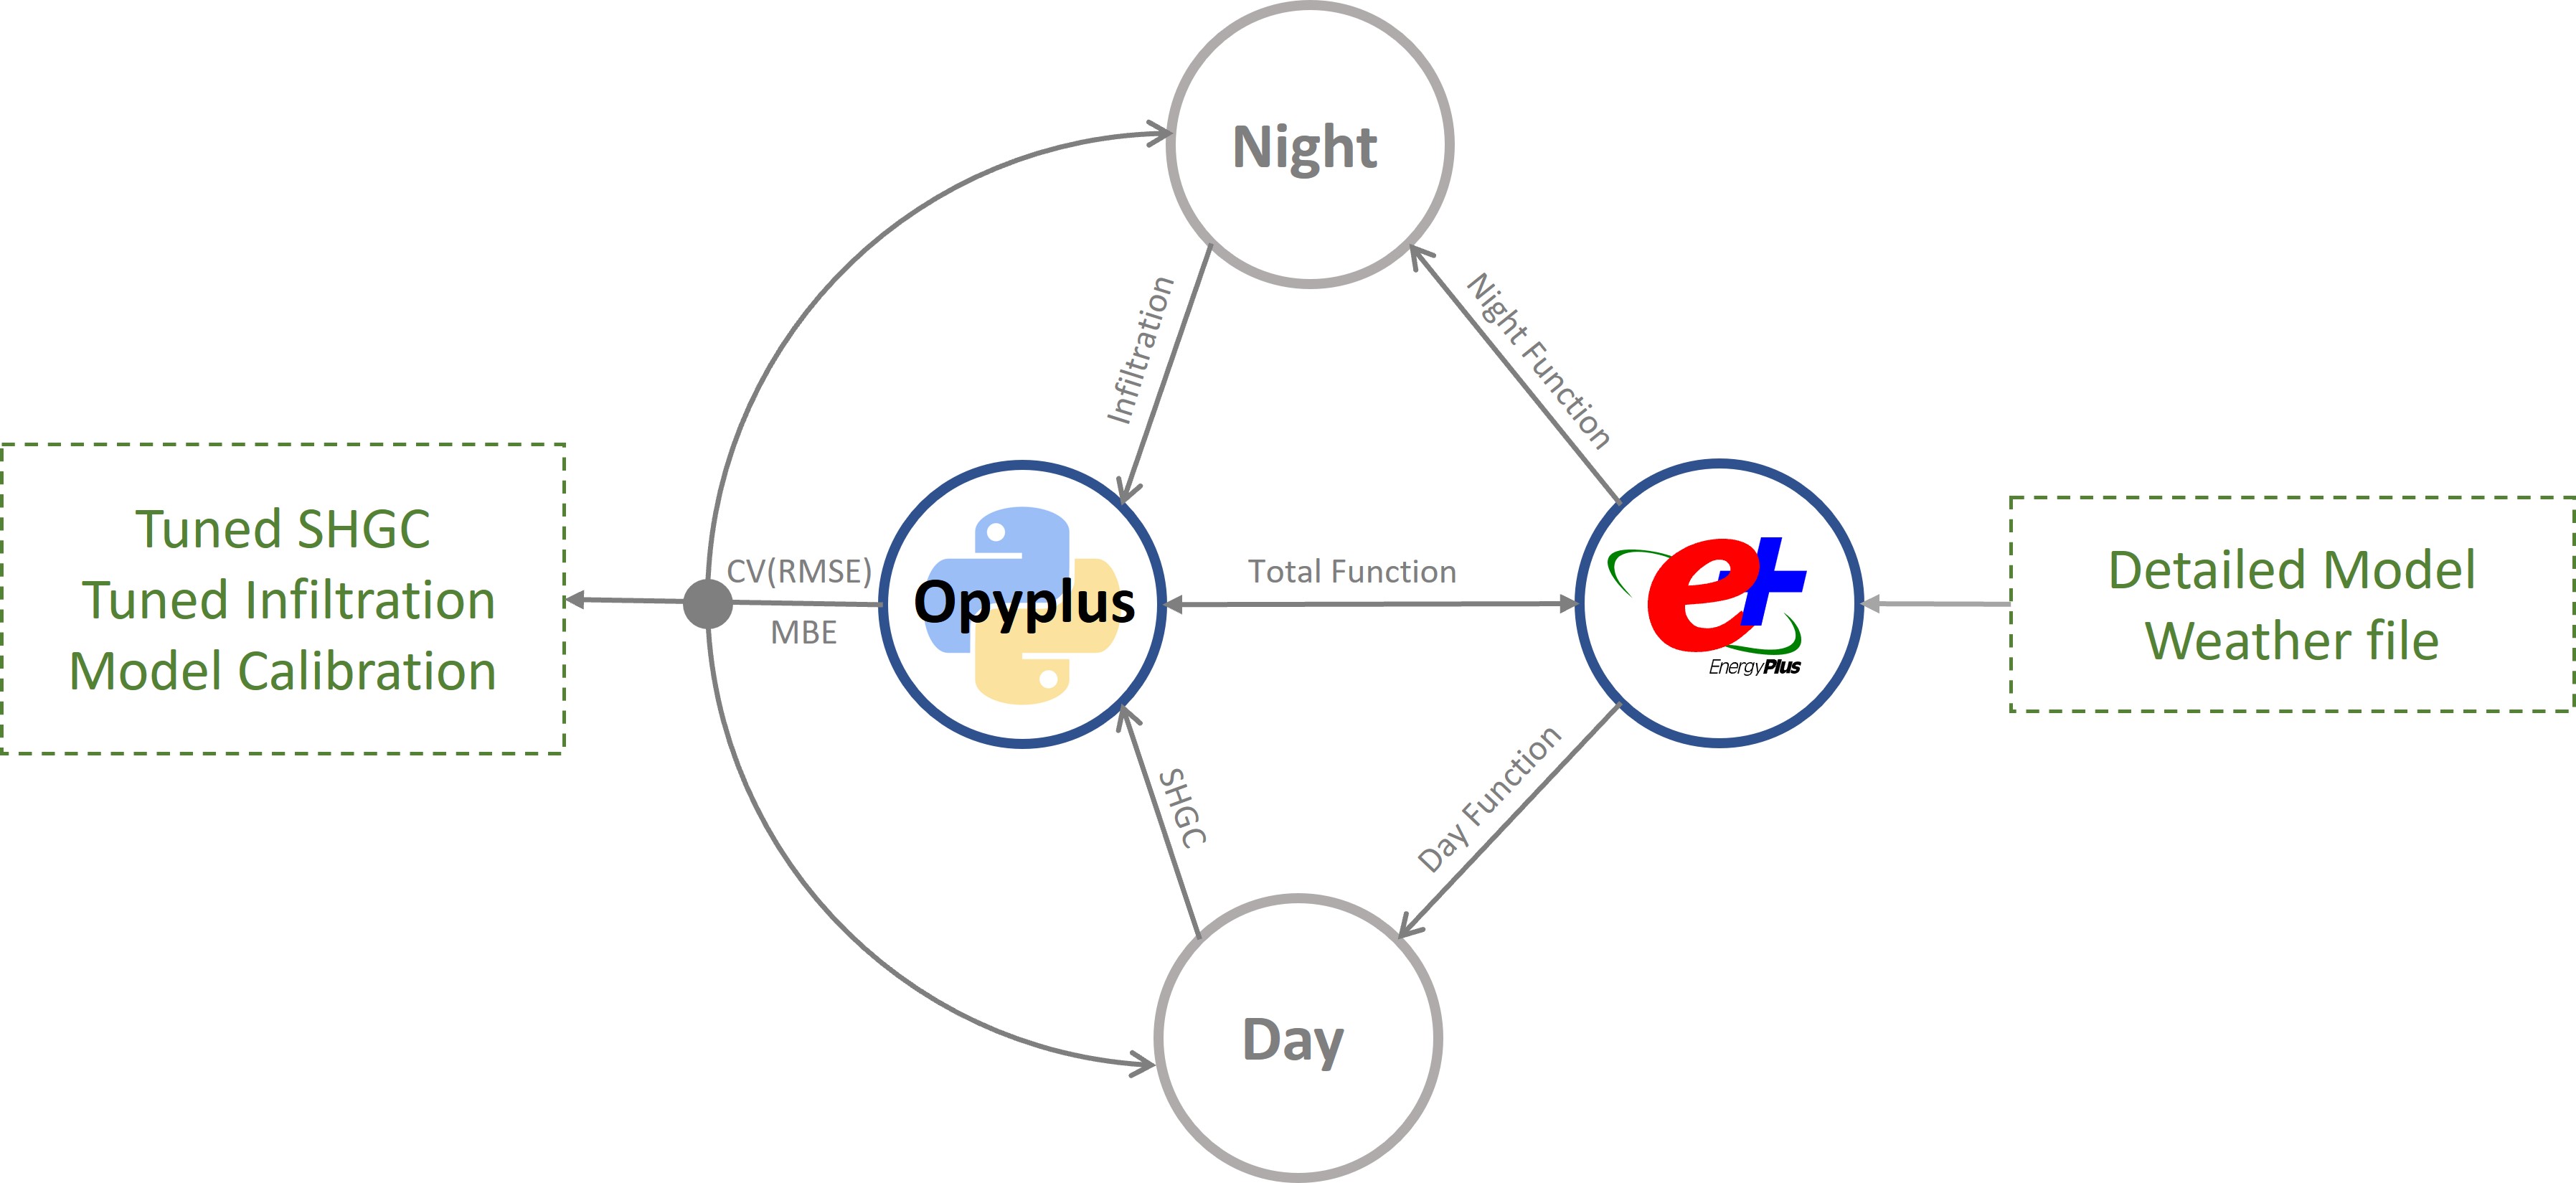 Night
Infiltration
Night Function
Tuned SHGC
Tuned Infiltration
Model Calibration
CV(RMSE)
MBE
Opyplus
Total Function
e+
EnergyPlus
Detailed Model
Weather file
SHGC
Day Function
Day